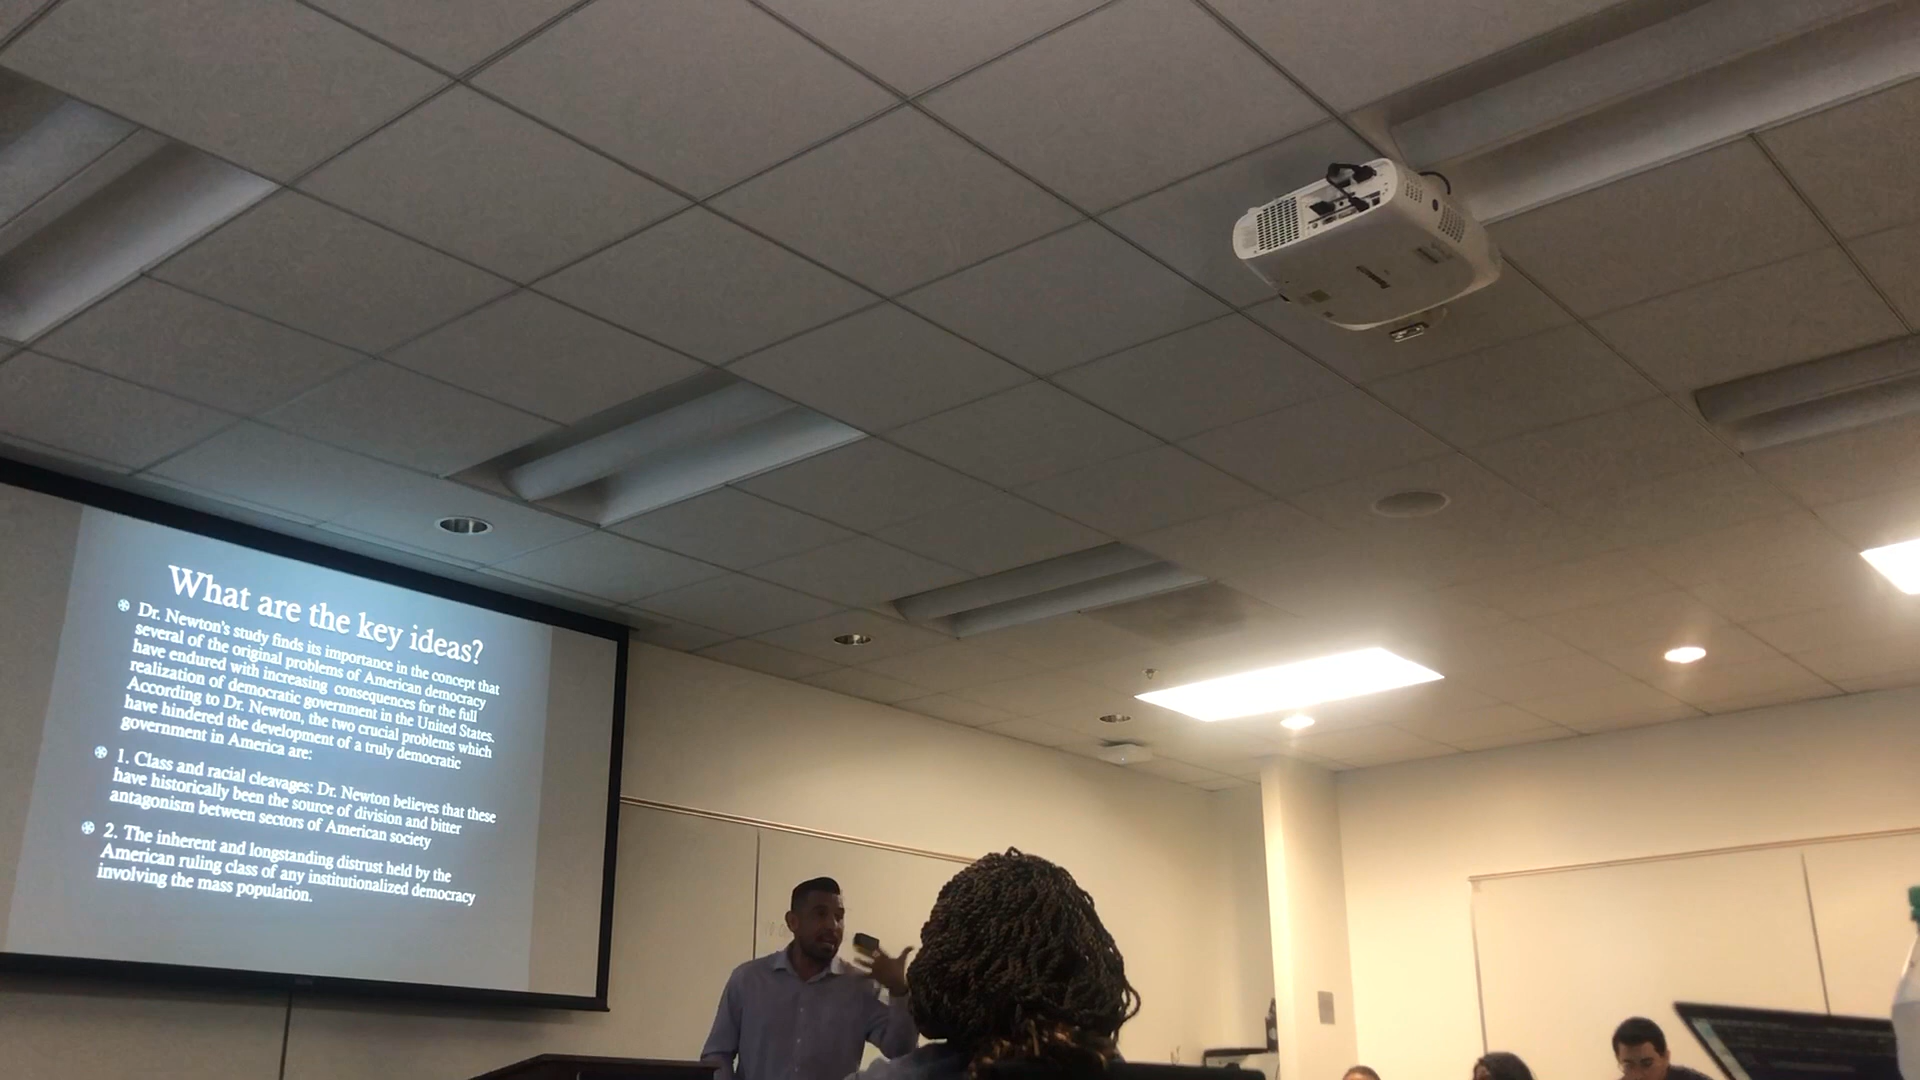 What are the key ideas?
Dr. Newton's study finds its importance in the concept that
several of the original problems of American democracy
have endured with increasing consequences for the full
realization of democratic government in the United States.
According to Dr. Newton, the two crucial problems which
have hindered the development of a truly democratic
government in America are:
1. Class and racial cleavages: Dr. Newton believes that these
have historically been the source of division and bitter
antagonism between sectors of American society
2. The inherent and longstanding distrust held by the
American ruling class of any institutionalized democracy
involving the mass population.